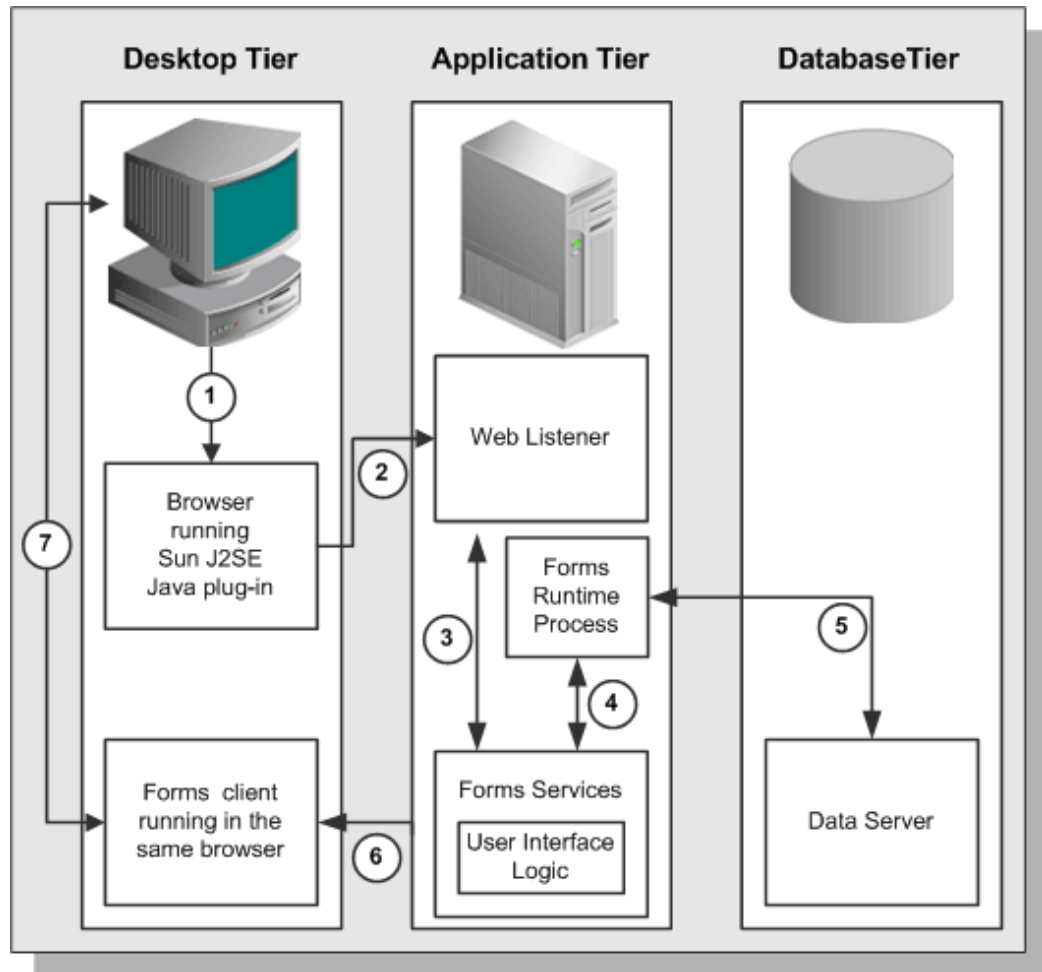 Desktop Tier
Application Tier
DatabaseTier
1
Browser
running
Sun J2SE
Java plug-in
2
Web Listener
7
3
Forms
Runtime
Process
5
4
Forms client
running in the
same browser
6
Forms Services
User Interface
Logic
Data Server